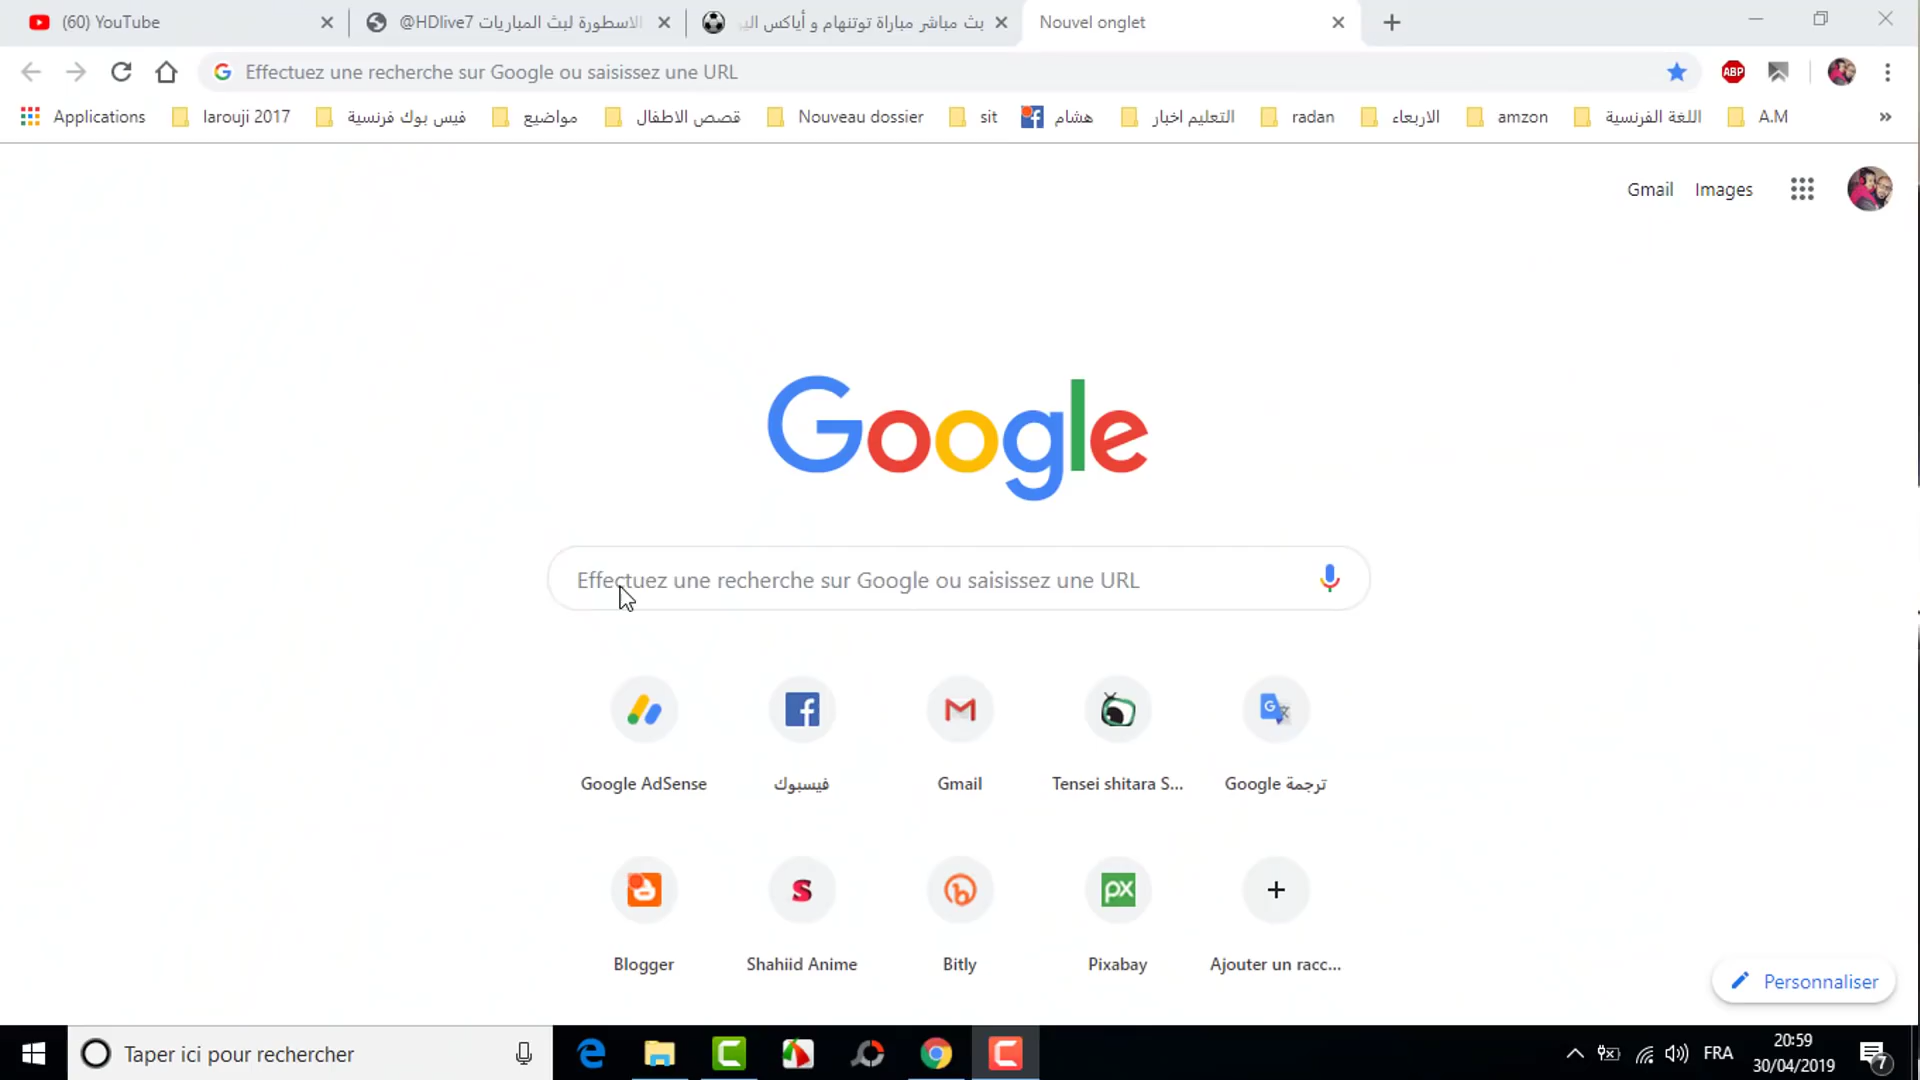 (60) YouTube
الاسطورة لبث المباريات HDlive7@
بث مباشر مباراة توتنهام و أياكس الي
Nouvel onglet
Effectuez une recherche sur Google ou saisissez une URL
ABP
Applications
larouji 2017
فيس بوك فرنسية
مواضيع
قصص الاطفال
Nouveau dossier
sit
هشام
التعليم اخبار
radan
الاربعاء
amzon
اللغة الفرنسية
A.M
»
Gmail
Images
Google
Effectuez une recherche sur Google ou saisissez une URL
Google AdSense
فيسبوك
Gmail
Tensei shitara S...
ترجمة Google
Blogger
Shahiid Anime
Bitly
px
Pixabay
Ajouter un racc...
Personnaliser
Taper ici pour rechercher
FRA
20:59
30/04/2019
7